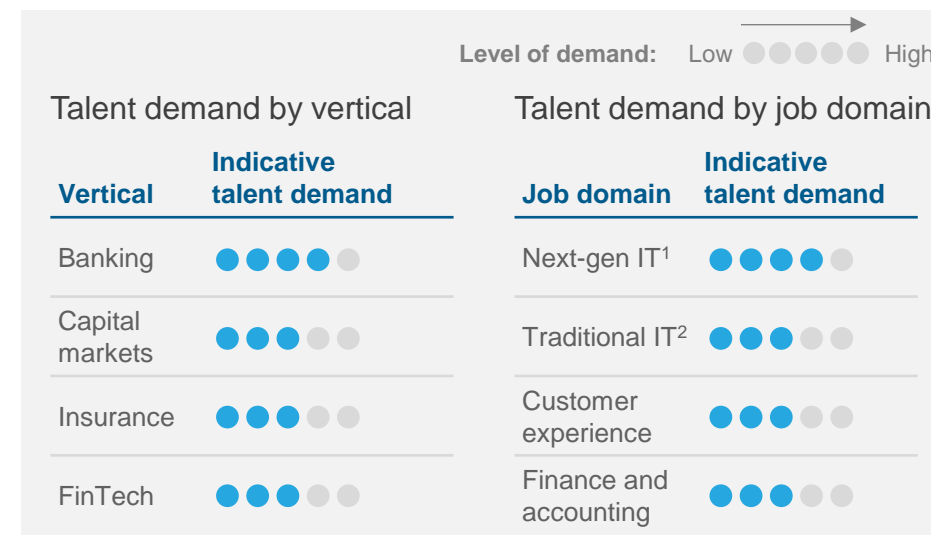 Level of demand: Low High
Talent demand by vertical
Vertical
Indicative
talent demand
Banking
Capital
markets
Insurance
FinTech
Talent demand by job domain
Job domain
Indicative
talent demand
Next-gen IT¹
Traditional IT²
Customer
experience
Finance and
accounting